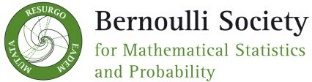 RESURGO
EADEM
MUTATA
Bernoulli Society
for Mathematical Statistics
and Probability